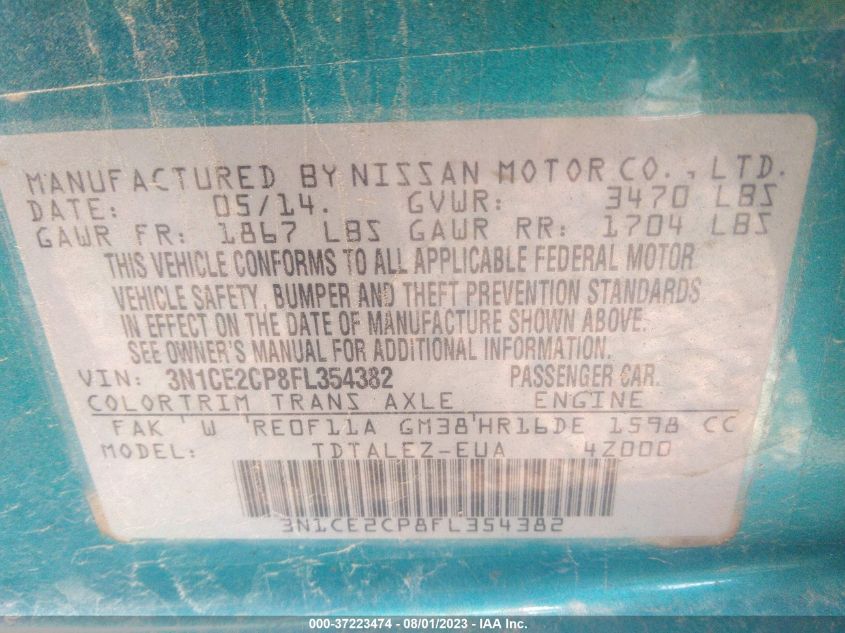 MANUFACTURED BY NISSAN MOTOR CO., LTD.
DATE: 05/14. GVWR: 3470 LBS
GAWR FR: 1867 LBS GAWR RR: 1704 LBS
THIS VEHICLE CONFORMS TO ALL APPLICABLE FEDERAL MOTOR
VEHICLE SAFETY, BUMPER AND THEFT PREVENTION STANDARDS
IN EFFECT ON THE DATE OF MANUFACTURE SHOWN ABOVE.
SEE OWNER'S MANUAL FOR ADDITIONAL INFORMATION.
VIN: 3N1CE2CP8FL354382 PASSENGER CAR.
COLORTRIM TRANS AXLE ENGINE
FAK W RE0F11A GM38 HR16DE 1598 CC
MODEL: TDTALEZ-EUA 4Z000
3N1CE2CP8FL354382
000-37223474 - 08/01/2023 - IAA Inc.